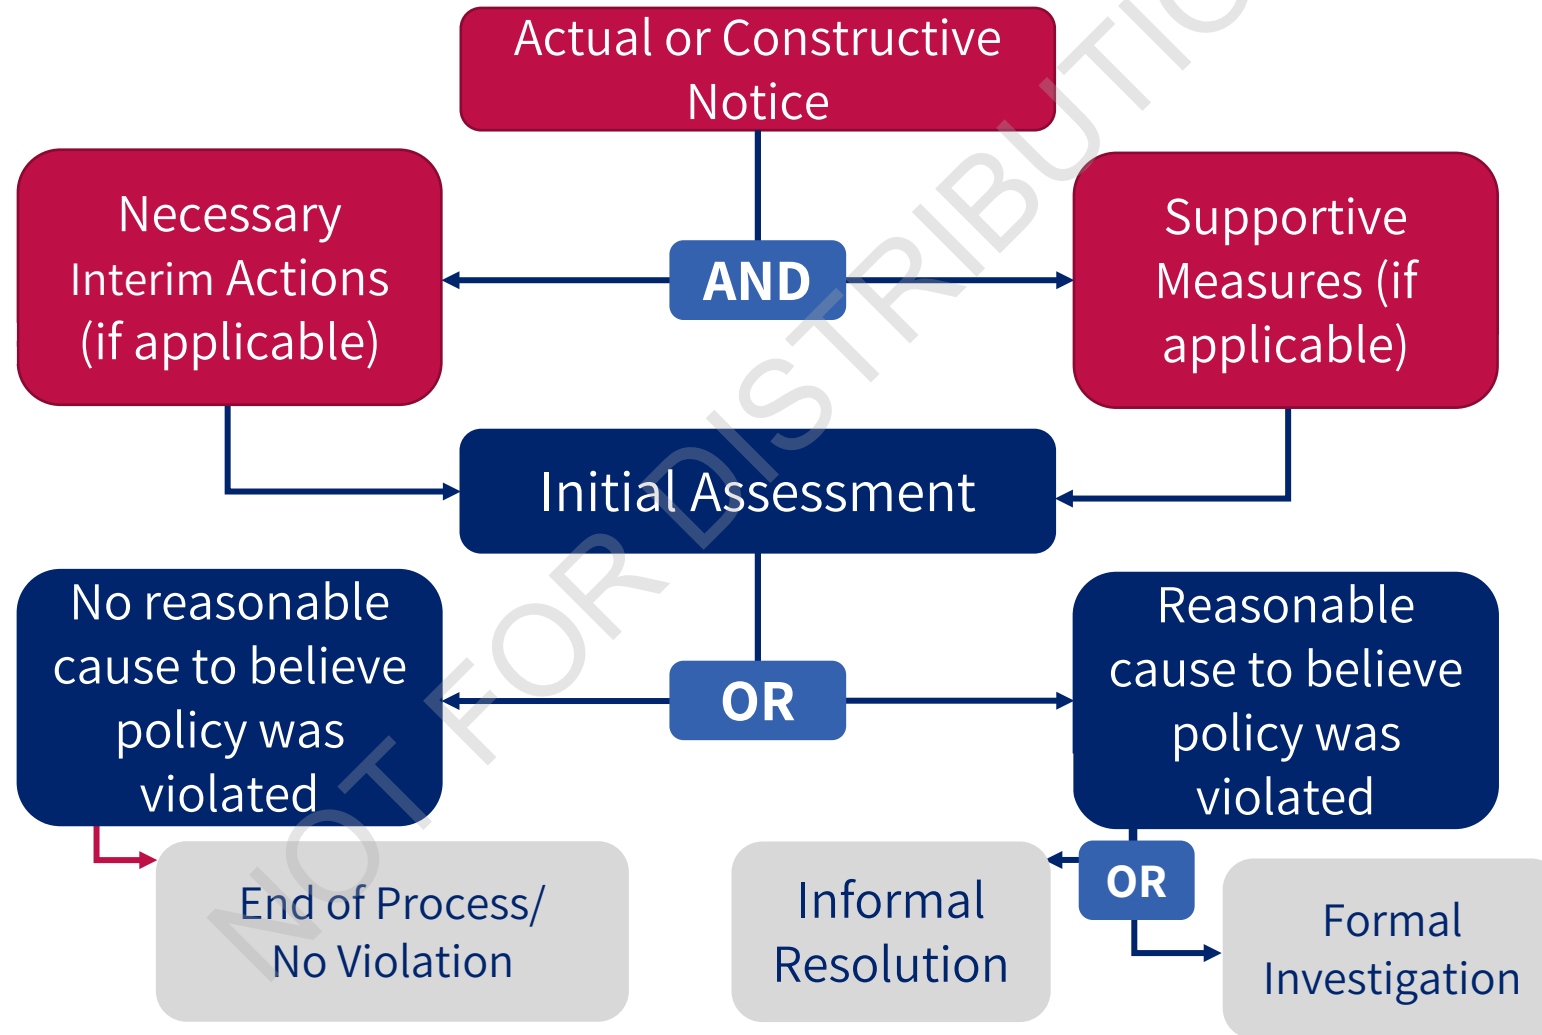 Actual or Constructive
Notice
Necessary
Interim Actions
(if applicable)
AND
Supportive
Measures (if
applicable)
Initial Assessment
No reasonable
cause to believe
policy was
violated
OR
Reasonable
cause to believe
policy was
violated
End of Process/
No Violation
Informal
Resolution
OR
Formal
Investigation
NOT FOR DISTRIBUTIO